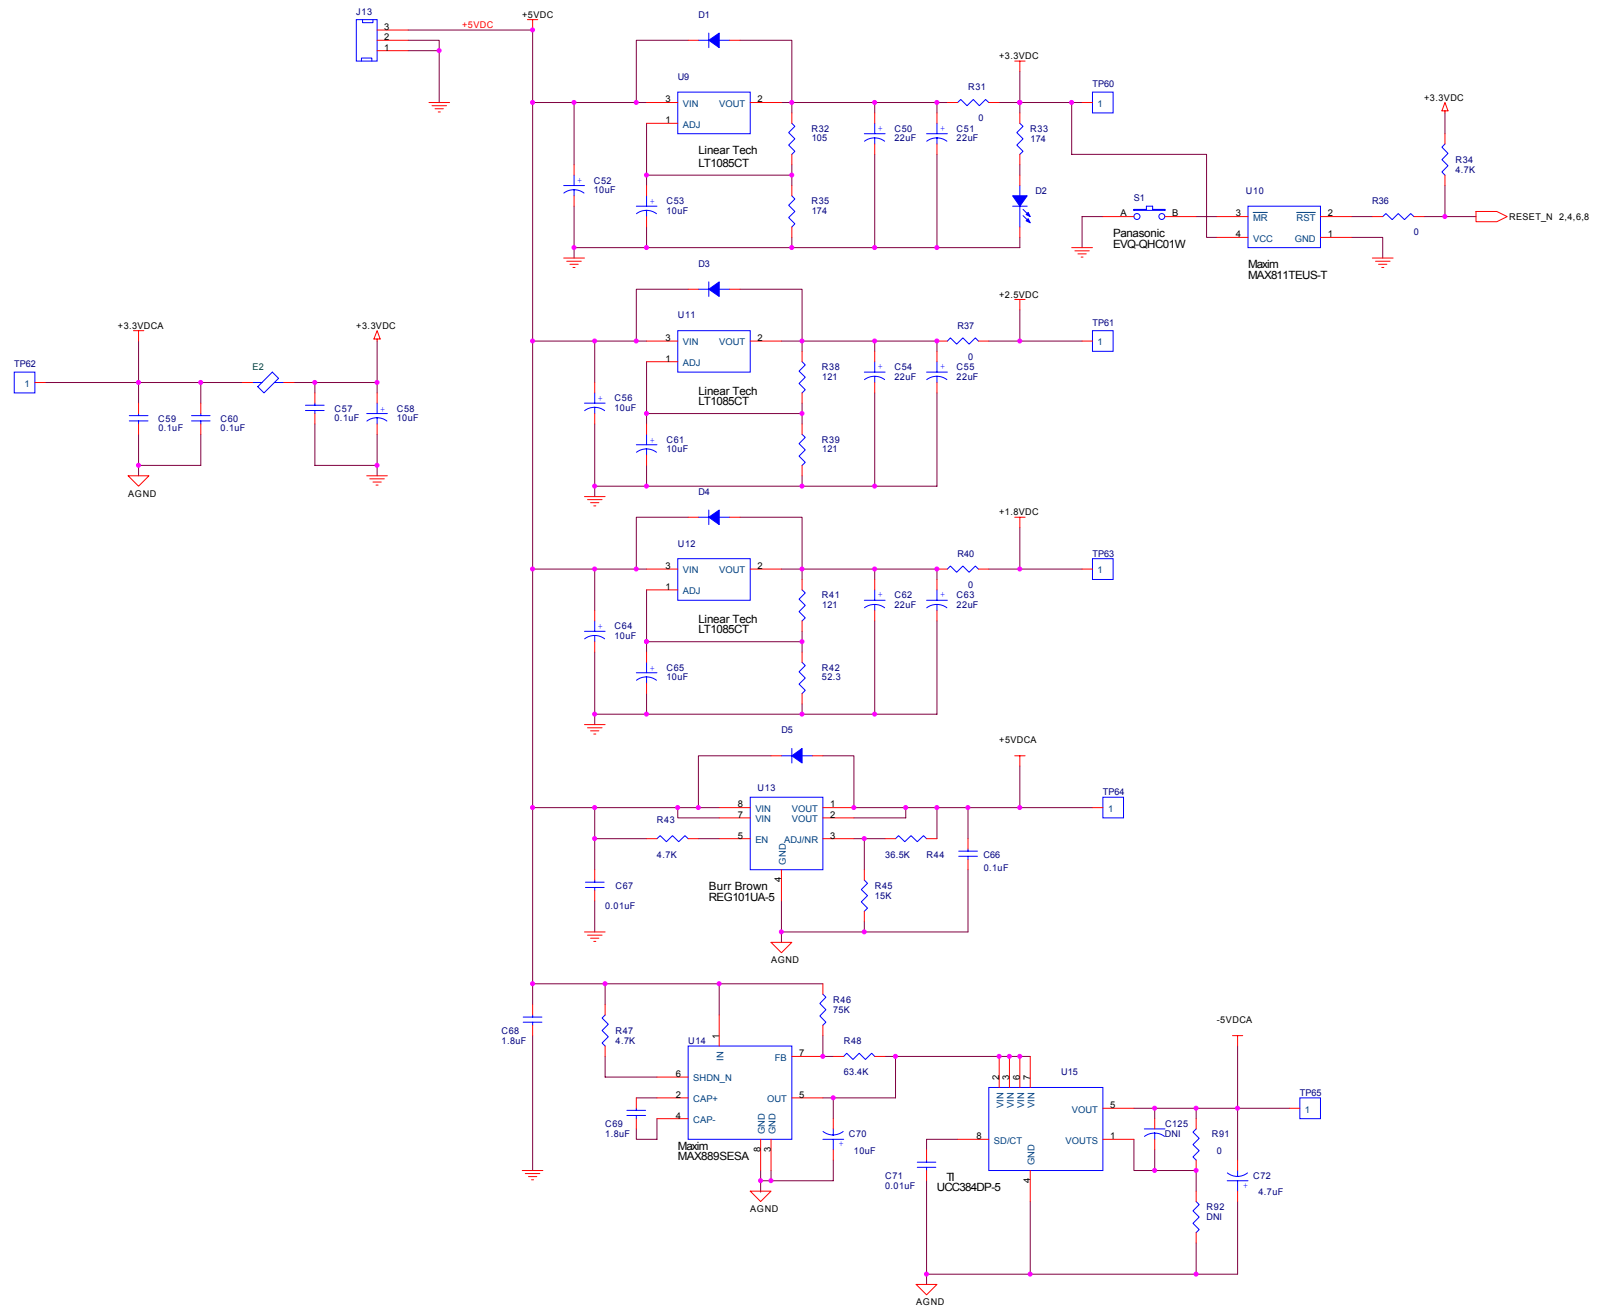 J13
3
2
1
+5VDC
+5VDC
D1
U9
3 VIN VOUT 2
1 ADJ
Linear Tech
LT1085CT
R32
105
R35
174
C52
10uF
C53
10uF
C50
22uF
C51
22uF
R31
0
+3.3VDC
TP60
1
R33
174
D2
S1
A B
Panasonic
EVQ-QHC01W
U10
3 MR RST 2
4 VCC GND 1
Maxim
MAX811TEUS-T
+3.3VDC
R34
4.7K
R36
0
RESET_N 2,4,6,8
D3
U11
3 VIN VOUT 2
1 ADJ
Linear Tech
LT1085CT
R38
121
R39
121
C56
10uF
C61
10uF
C54
22uF
C55
22uF
R37
0
+2.5VDC
TP61
1
TP62
1
+3.3VDCA
C59
0.1uF
C60
0.1uF
AGND
E2
C57
0.1uF
C58
10uF
+3.3VDC
D4
U12
3 VIN VOUT 2
1 ADJ
Linear Tech
LT1085CT
R41
121
R42
52.3
C64
10uF
C65
10uF
C62
22uF
C63
22uF
R40
0
+1.8VDC
TP63
1
D5
U13
8 VIN VOUT 1
7 VIN VOUT 2
5 EN ADJ/NR 3
GND
4
Burr Brown
REG101UA-5
R43
4.7K
C67
0.01uF
36.5K R44
R45
15K
C66
0.1uF
+5VDCA
TP64
1
AGND
C68
1.8uF
R47
4.7K
R46
75K
U14
1
IN
FB 7
6 SHDN_N
2 CAP+ OUT 5
4 CAP-
GND
GND
8
3
Maxim
MAX889SESA
C69
1.8uF
R48
63.4K
C70
10uF
AGND
U15
2
3
6
7
VIN
VIN
VIN
VIN
VOUT 5
8 SD/CT VOUTS 1
GND
4
TI
UCC384DP-5
C71
0.01uF
-5VDCA
TP65
1
C125
DNI
R91
0
R92
DNI
C72
4.7uF
AGND